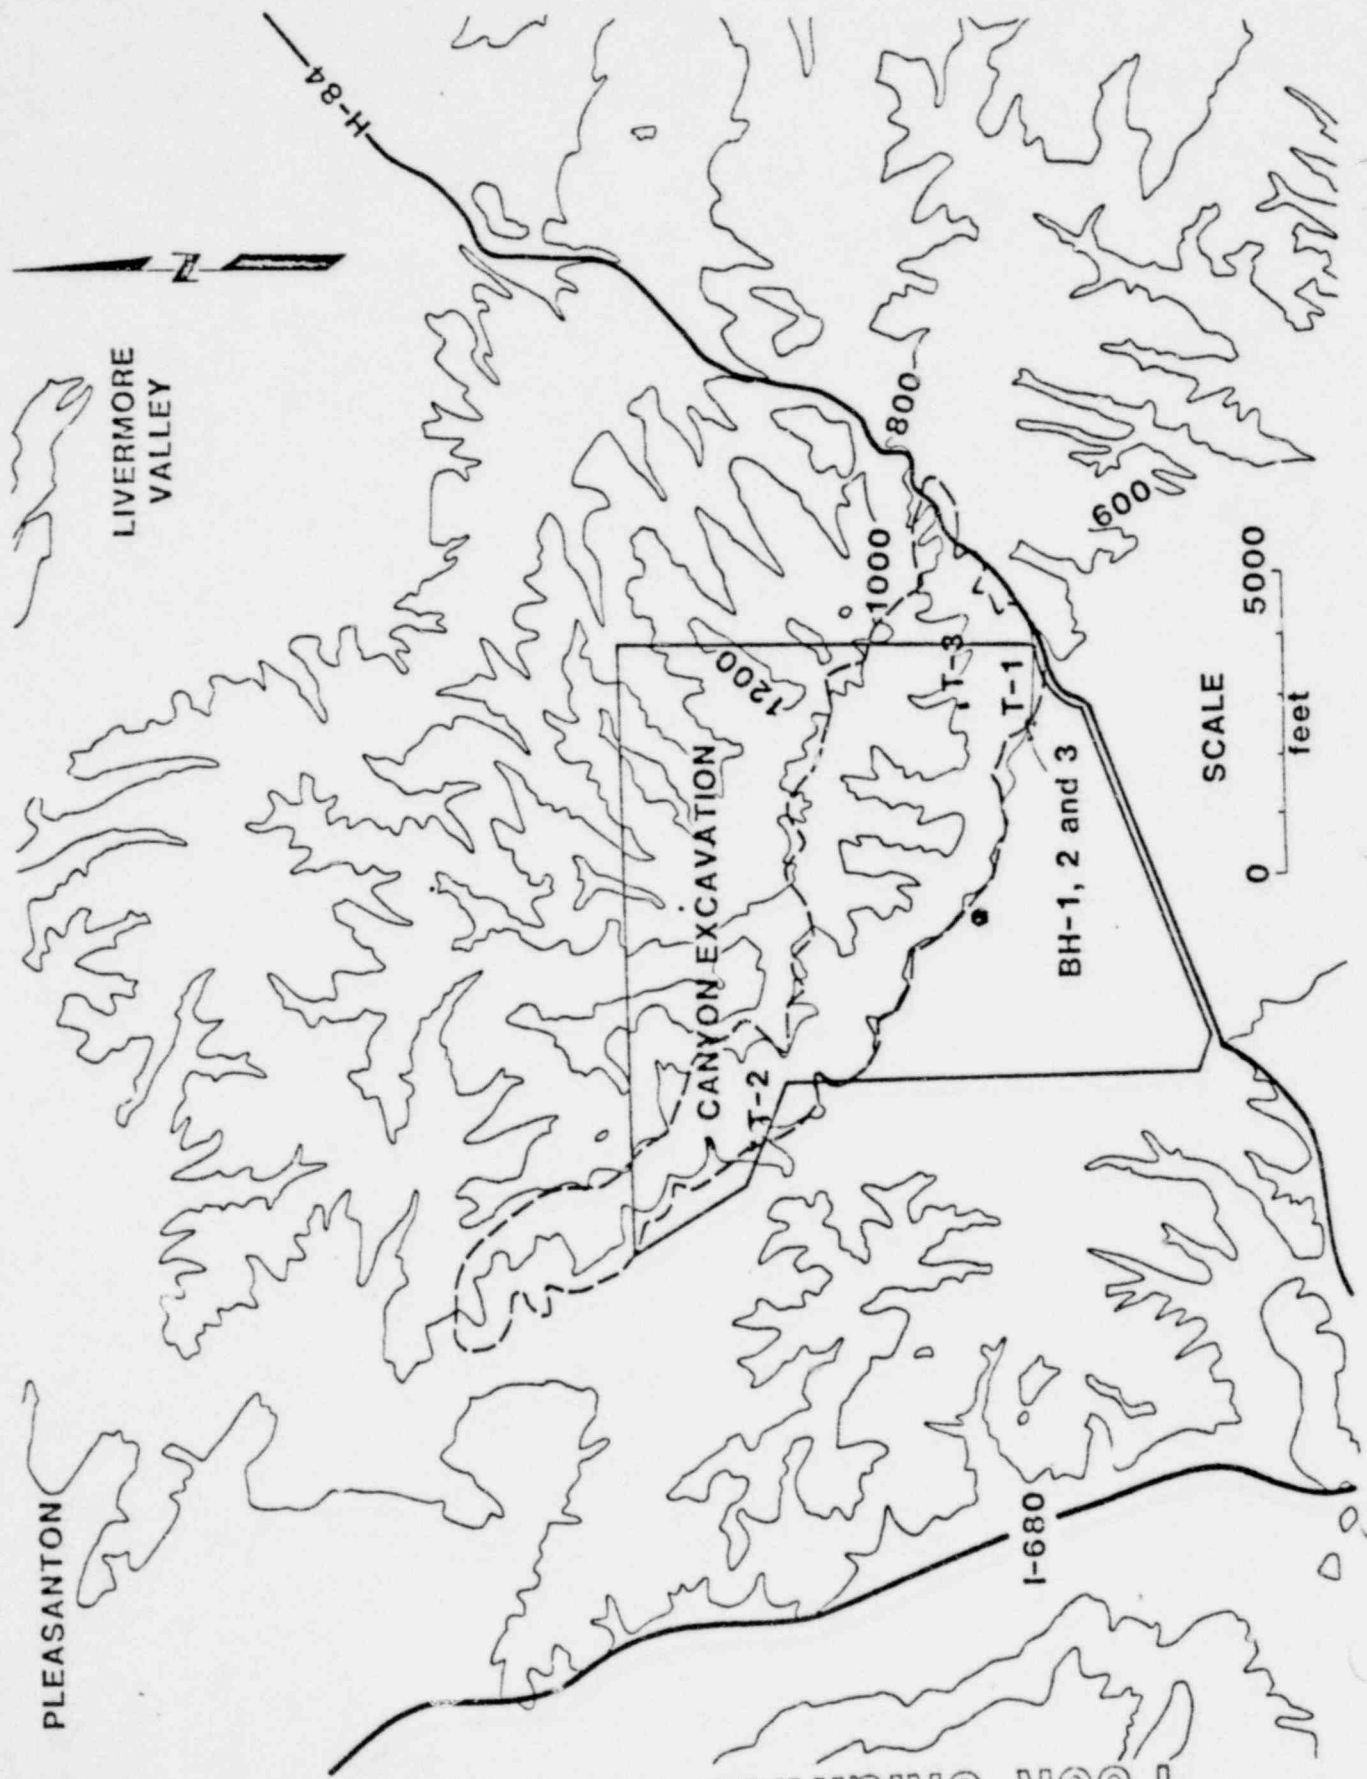 PLEASANTON
LIVERMORE
VALLEY
N
H-84
CANYON EXCAVATION
1200
1000
800
600
T-2
T-3
T-1
BH-1, 2 and 3
I-680
SCALE
0 5000
feet